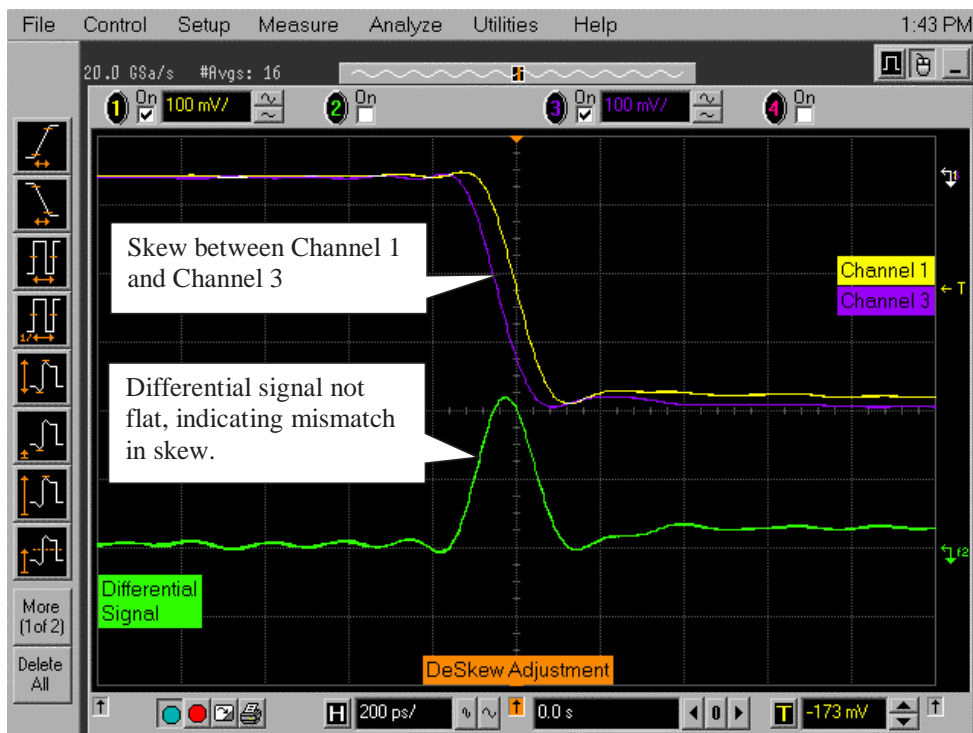 File Control Setup Measure Analyze Utilities Help 1:43 PM
20.0 GSa/s #Avgs: 16
1 On 100 mV/ 2 On 3 On 100 mV/ 4 On
Skew between Channel 1
and Channel 3
Channel 1
T
Channel 3
Differential signal not
flat, indicating mismatch
in skew.
f2
Differential
Signal
More
(1 of 2)
Delete
All
DeSkew Adjustment
H 200 ps/ T 0.0 s 0 T -173 mV